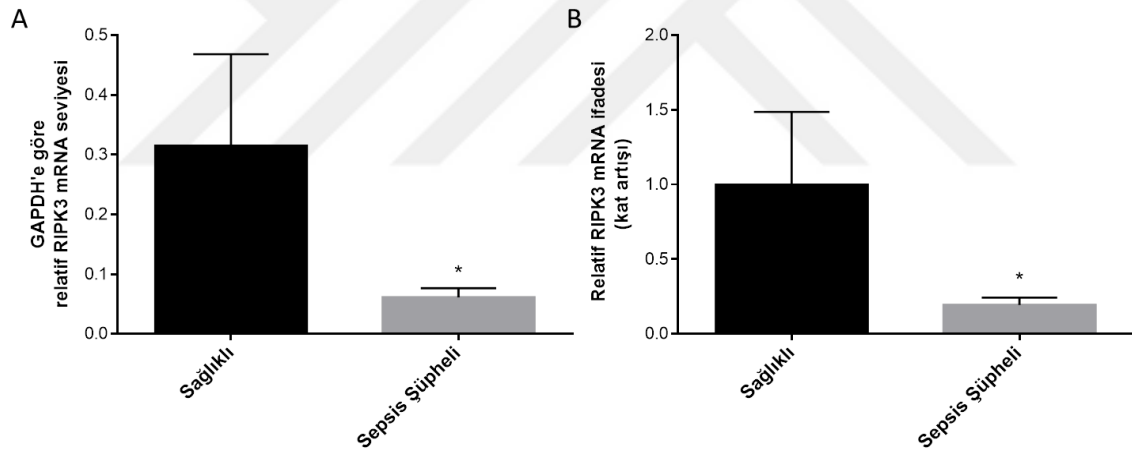 A
GAPDH'e göre
relatif RIPK3 mRNA seviyesi
0.5
0.4
0.3
0.2
0.1
0.0
*
Sağlıklı
Sepsis Şüpheli
B
Relatif RIPK3 mRNA ifadesi
(kat artışı)
2.0
1.5
1.0
0.5
0.0
*
Sağlıklı
Sepsis Şüpheli